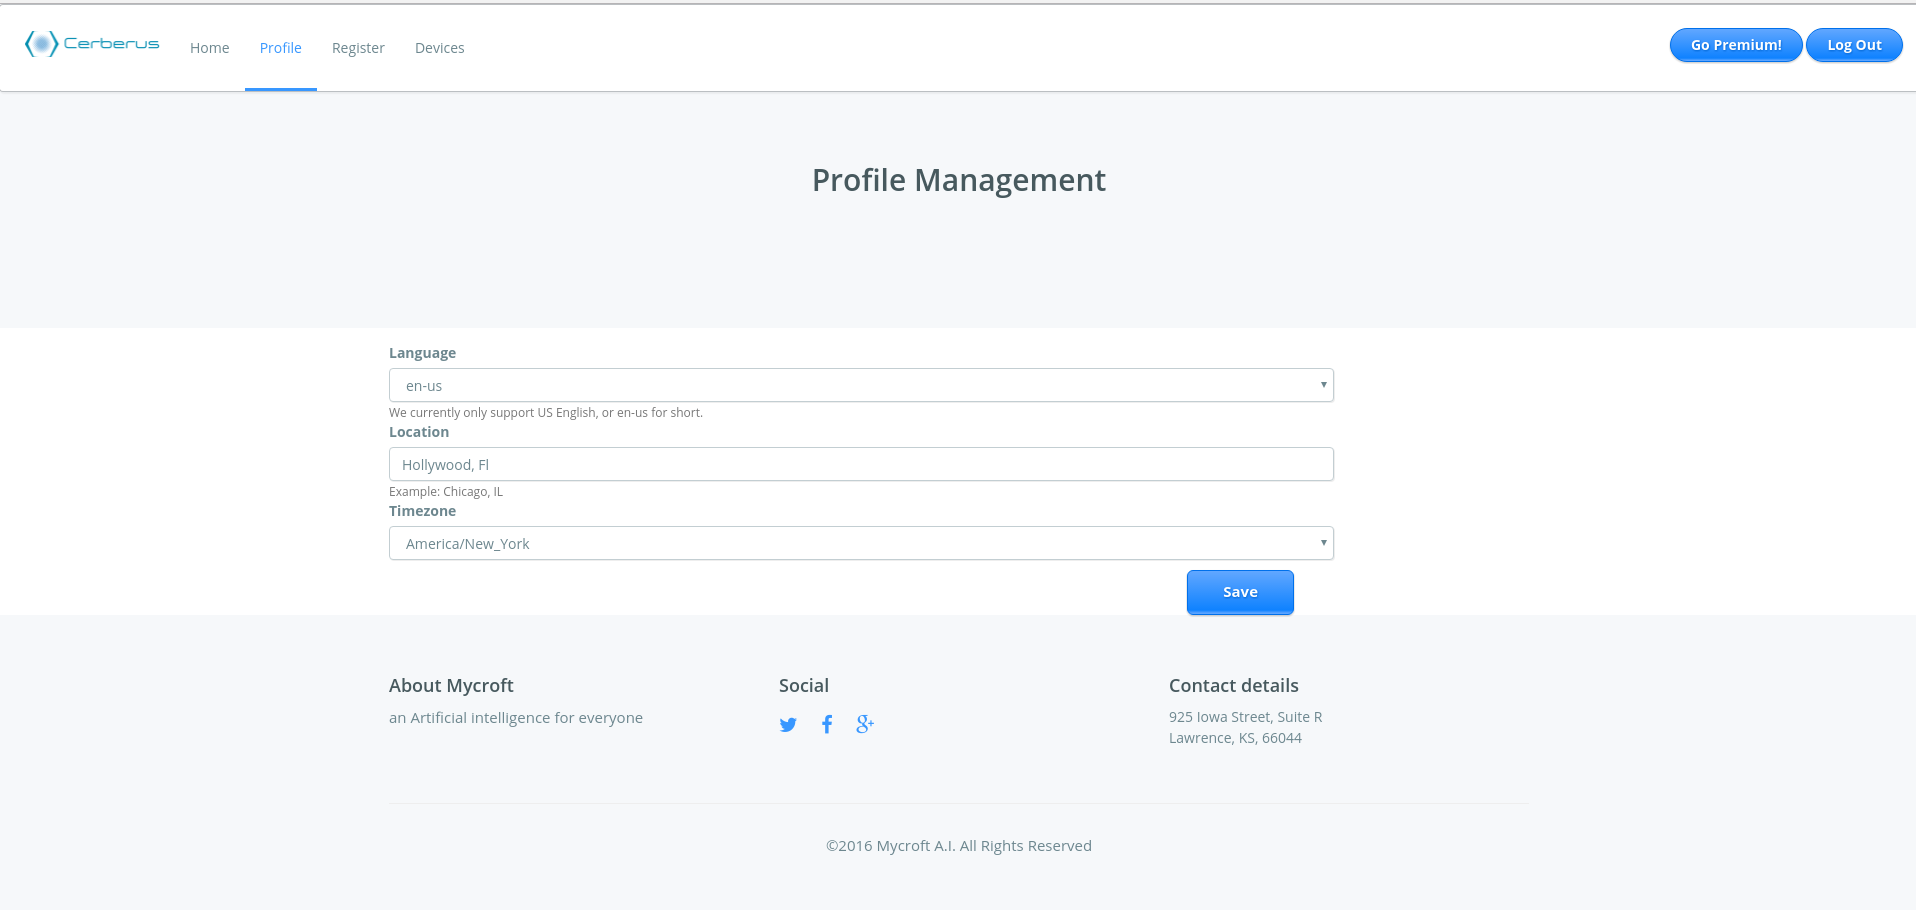 Cerberus
Home
Profile
Register
Devices
Go Premium!
Log Out
Profile Management
Language
en-us
We currently only support US English, or en-us for short.
Location
Hollywood, Fl
Example: Chicago, IL
Timezone
America/New_York
Save
About Mycroft
an Artificial intelligence for everyone
Social
Contact details
925 Iowa Street, Suite R
Lawrence, KS, 66044
©2016 Mycroft A.I. All Rights Reserved